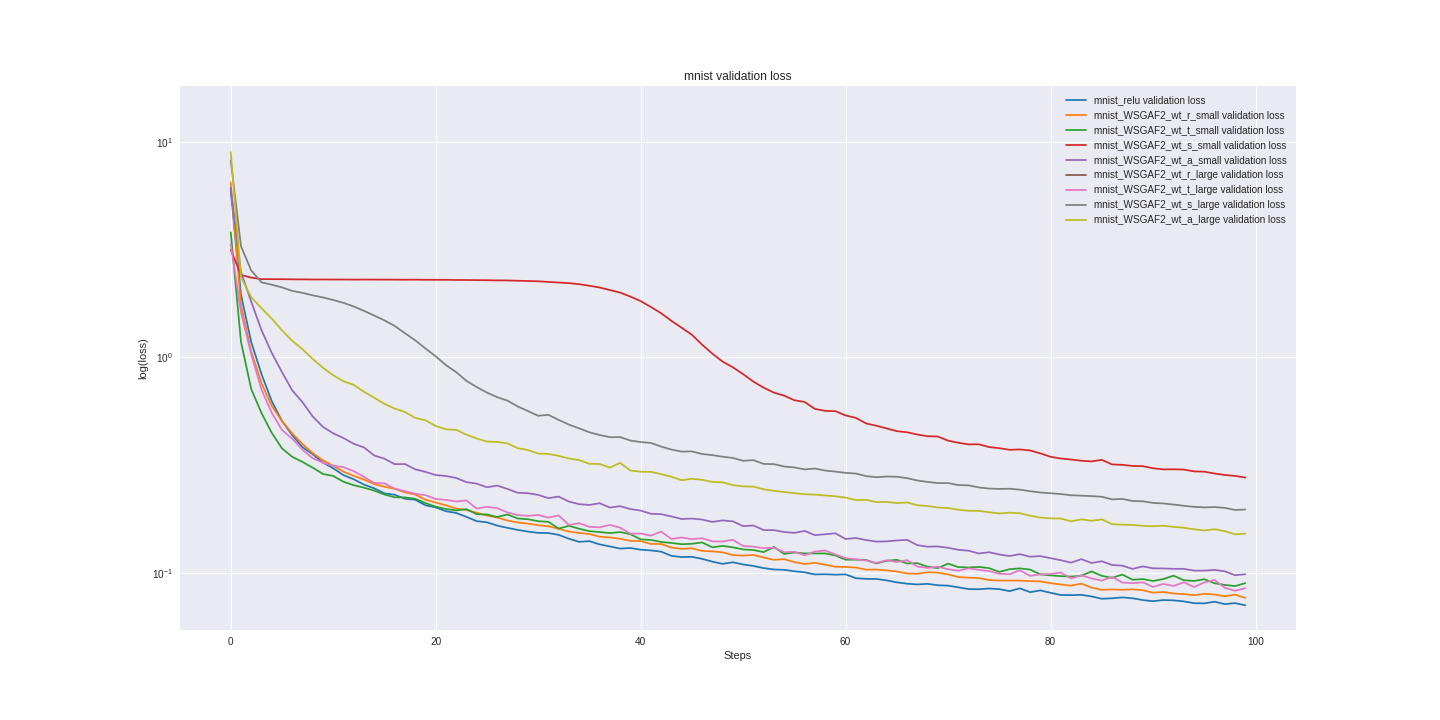 mnist validation loss
mnist_relu validation loss
mnist_WSGAF2_wt_r_small validation loss
mnist_WSGAF2_wt_t_small validation loss
mnist_WSGAF2_wt_s_small validation loss
mnist_WSGAF2_wt_a_small validation loss
mnist_WSGAF2_wt_r_large validation loss
mnist_WSGAF2_wt_t_large validation loss
mnist_WSGAF2_wt_s_large validation loss
mnist_WSGAF2_wt_a_large validation loss
10¹
10⁰
10⁻¹
log(loss)
0 20 40 60 80 100
Steps